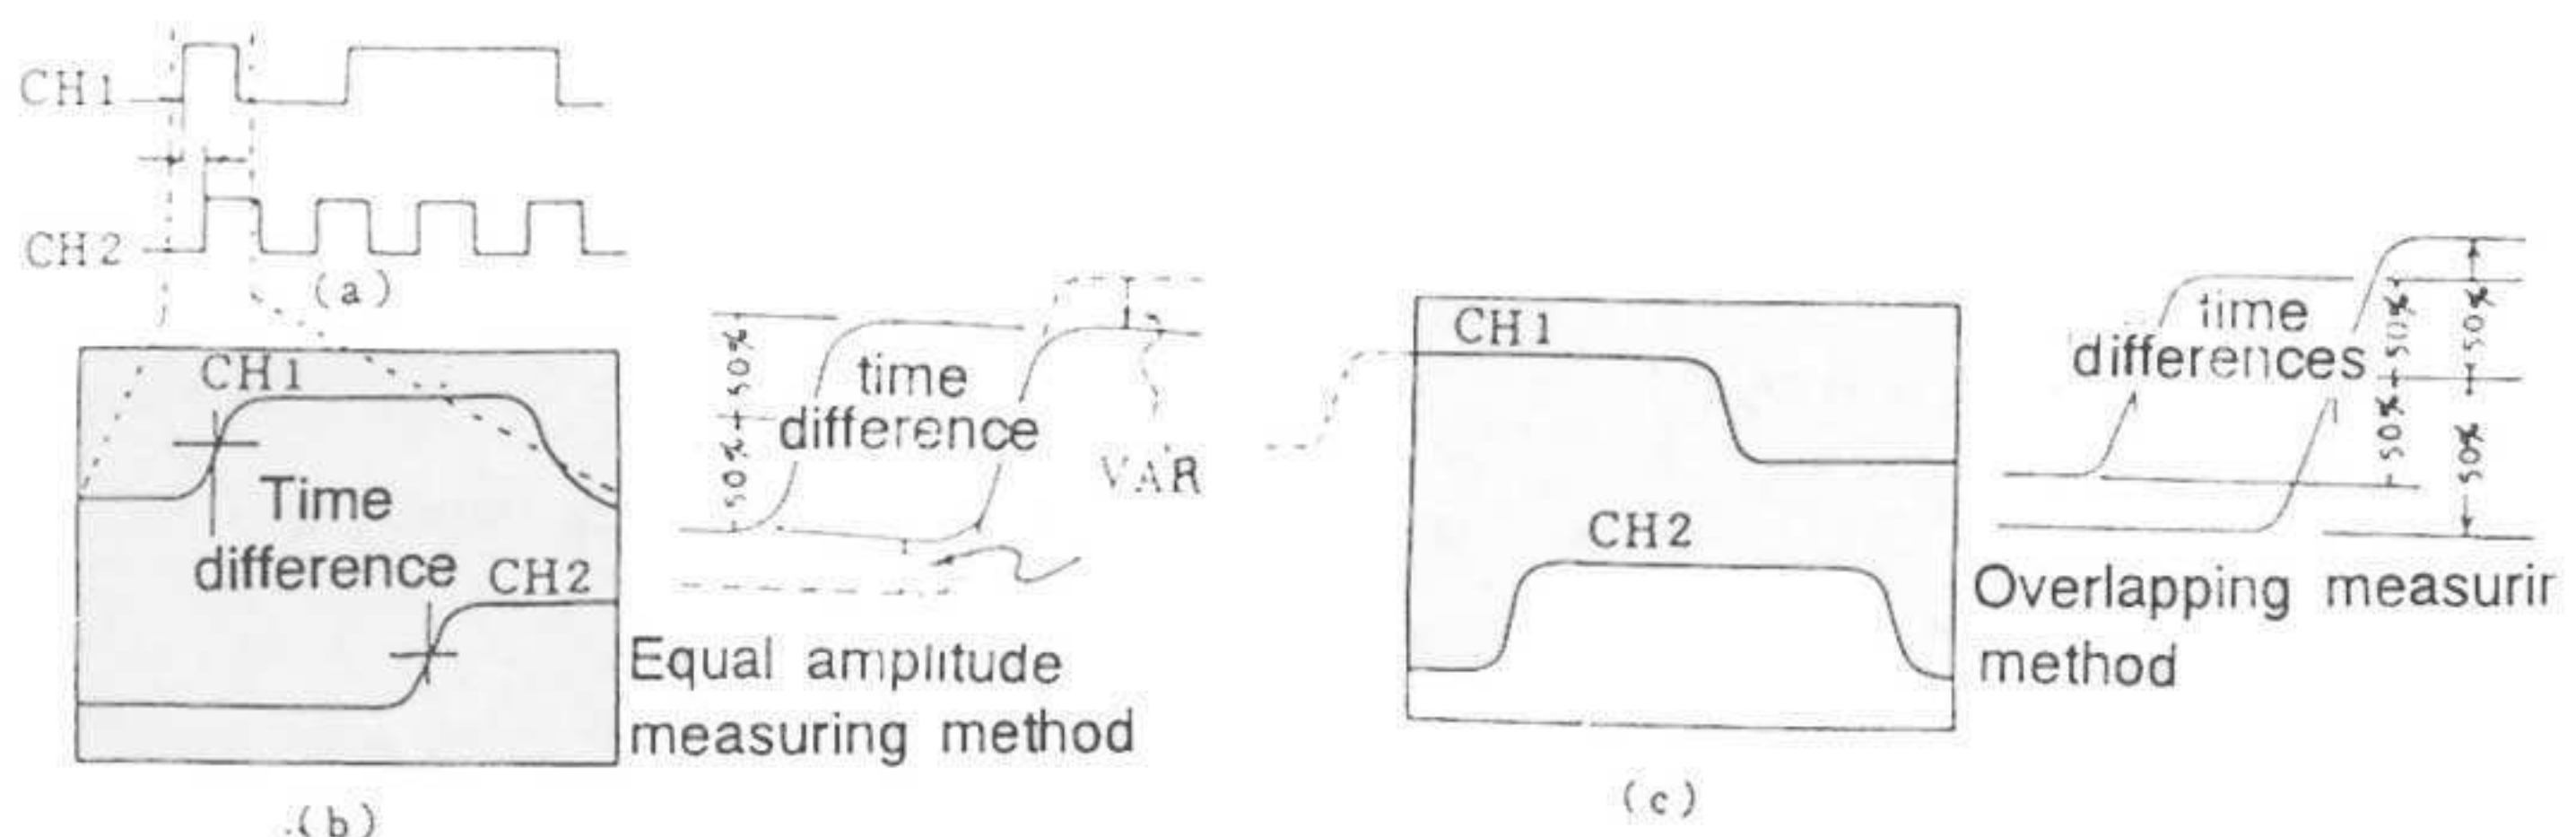 CH1
CH2
(a)
CH1
Time
difference
CH2
(b)
50%
50%
time
difference
VAR
Equal amplitude
measuring method
CH1
CH2
(c)
time
differences
50%
50%
50%
50%
Overlapping measurir
method